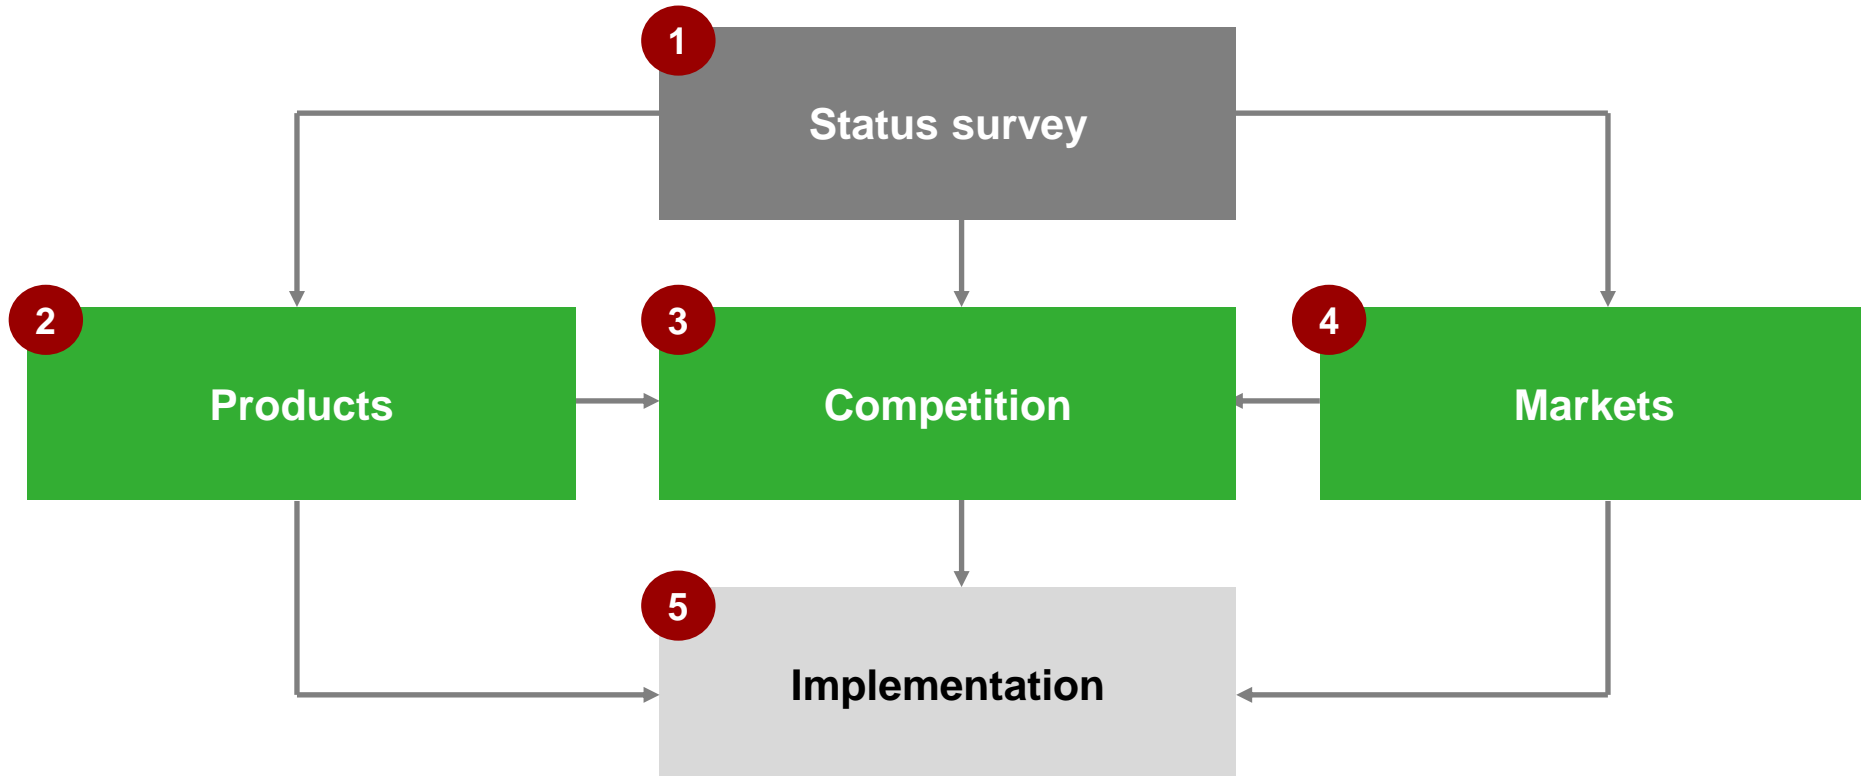 1
Status survey
2
Products
3
Competition
4
Markets
5
Implementation